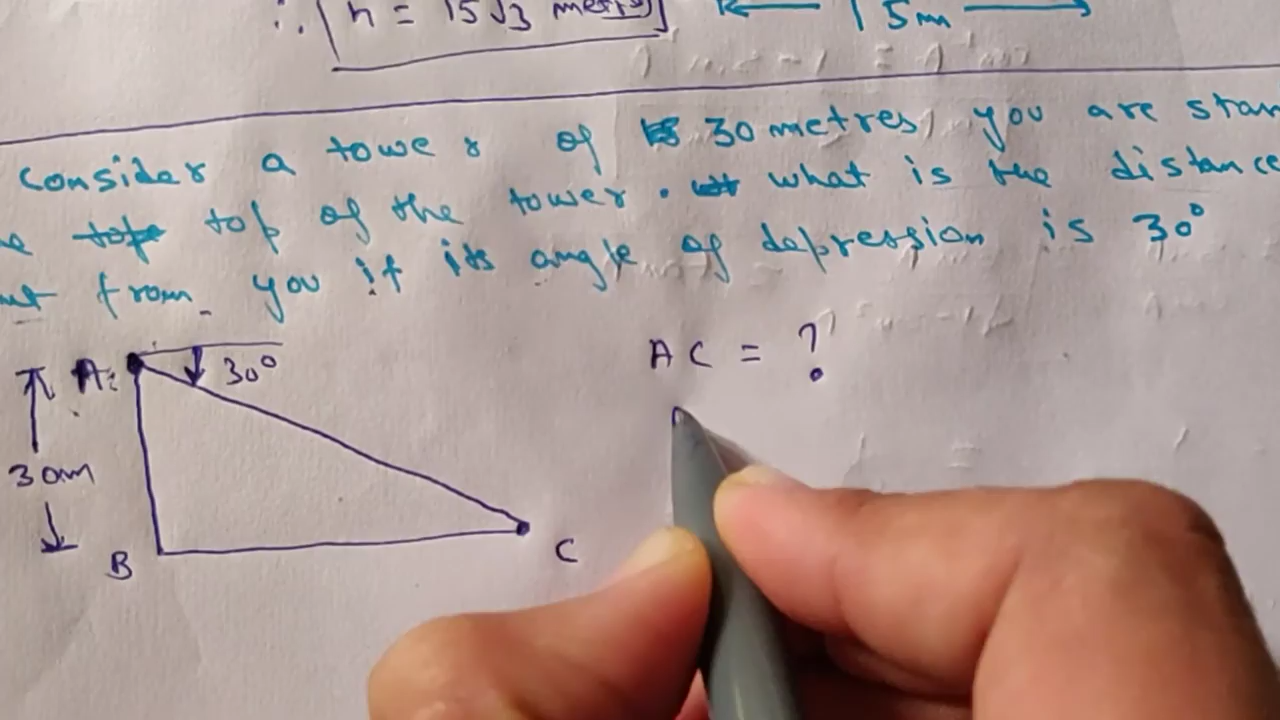 ∴ h = 15√3 metres
15m
Consider a tower of 30 metres, you are stan
top of the tower. what is the distance
from you if its angle of depression is 30°
A 30°
AC = ?
30m
B C